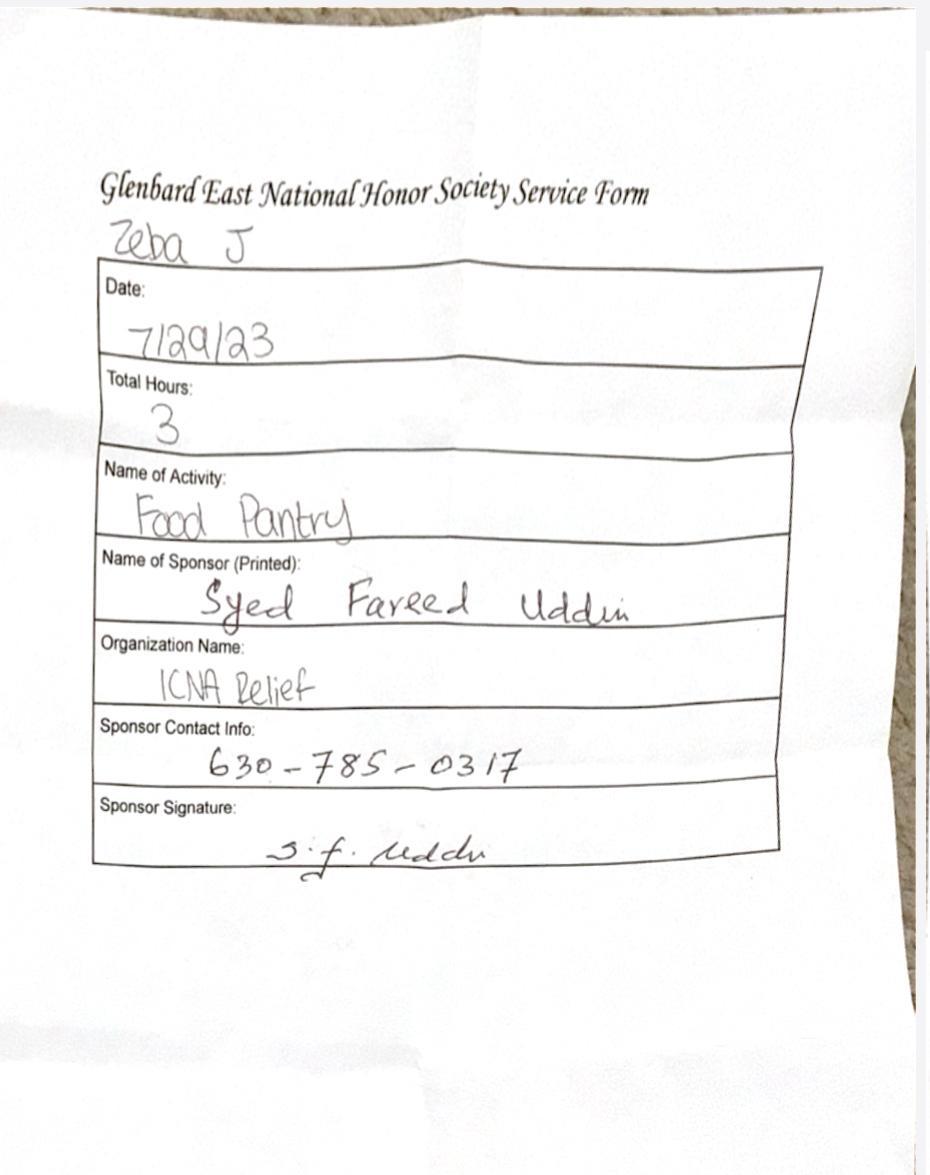 Glenbard East National Honor Society Service Form
Zeba J
Date:
7/29/23
Total Hours:
3
Name of Activity:
Food Pantry
Name of Sponsor (Printed):
Syed Fareed Uddin
Organization Name:
ICNA Relief
Sponsor Contact Info:
630-785-0317
Sponsor Signature:
S.f. Uddin